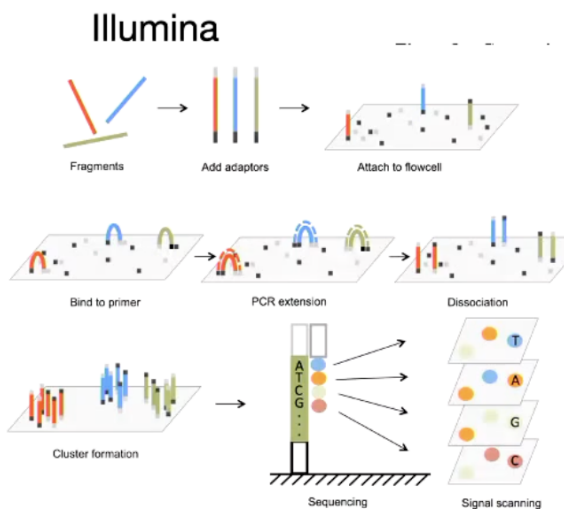 Illumina
Fragments
Add adaptors
Attach to flowcell
Bind to primer
PCR extension
Dissociation
A
T
C
G
.
.
T
A
G
C
Cluster formation
Sequencing
Signal scanning